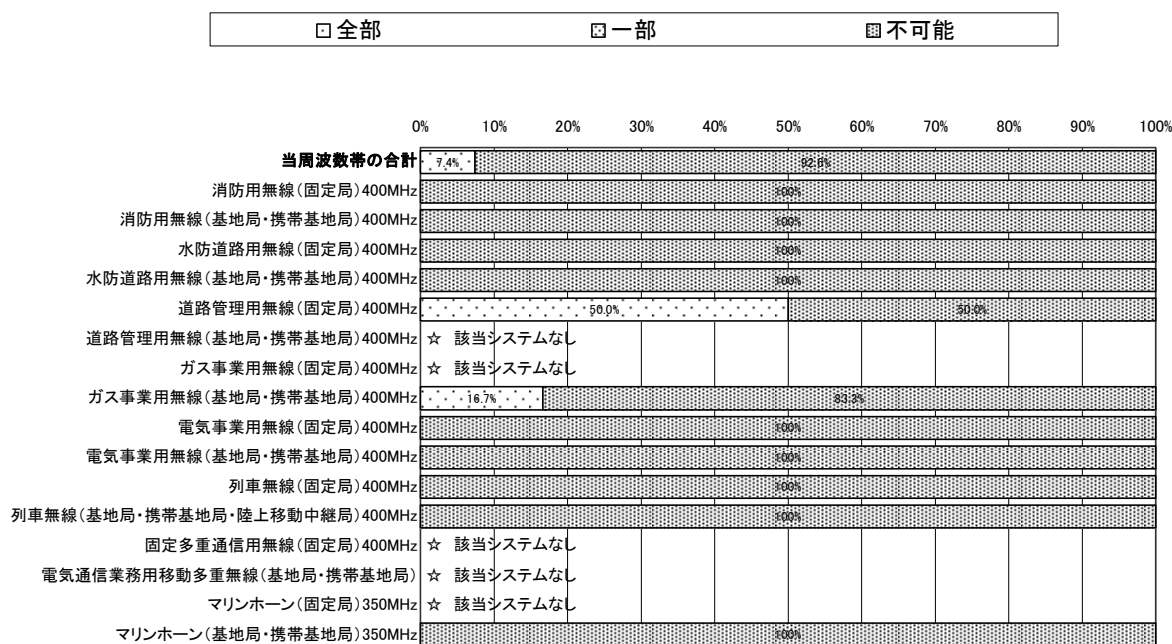 全部 一部 不可能
0% 10% 20% 30% 40% 50% 60% 70% 80% 90% 100%
当周波数帯の合計 7.4% 92.6%
消防用無線(固定局)400MHz 100%
消防用無線(基地局・携帯基地局)400MHz 100%
水防道路用無線(固定局)400MHz 100%
水防道路用無線(基地局・携帯基地局)400MHz 100%
道路管理用無線(固定局)400MHz 50.0% 50.0%
道路管理用無線(基地局・携帯基地局)400MHz ☆ 該当システムなし
ガス事業用無線(固定局)400MHz ☆ 該当システムなし
ガス事業用無線(基地局・携帯基地局)400MHz 16.7% 83.3%
電気事業用無線(固定局)400MHz 100%
電気事業用無線(基地局・携帯基地局)400MHz 100%
列車無線(固定局)400MHz 100%
列車無線(基地局・携帯基地局・陸上移動中継局)400MHz 100%
固定多重通信用無線(固定局)400MHz ☆ 該当システムなし
電気通信業務用移動多重無線(基地局・携帯基地局) ☆ 該当システムなし
マリンホーン(固定局)350MHz ☆ 該当システムなし
マリンホーン(基地局・携帯基地局)350MHz 100%